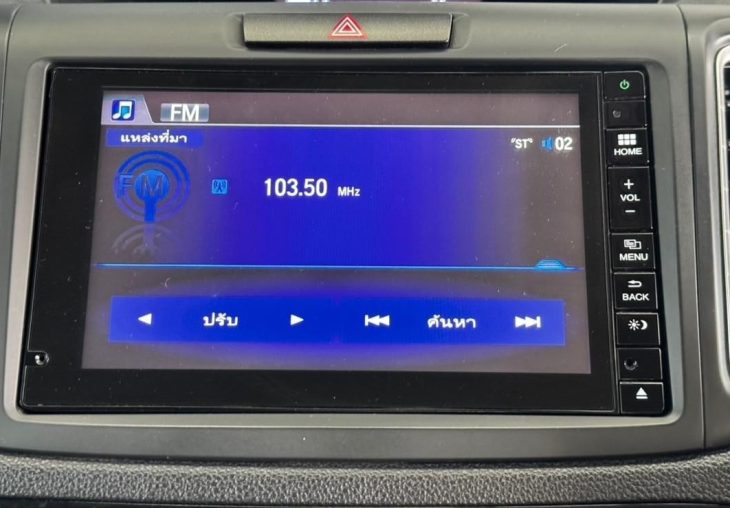 FM
แหล่งที่มา
"ST" 02
FM
103.50 MHz
ปรับ
ค้นหา
HOME
+
VOL
−
MENU
BACK